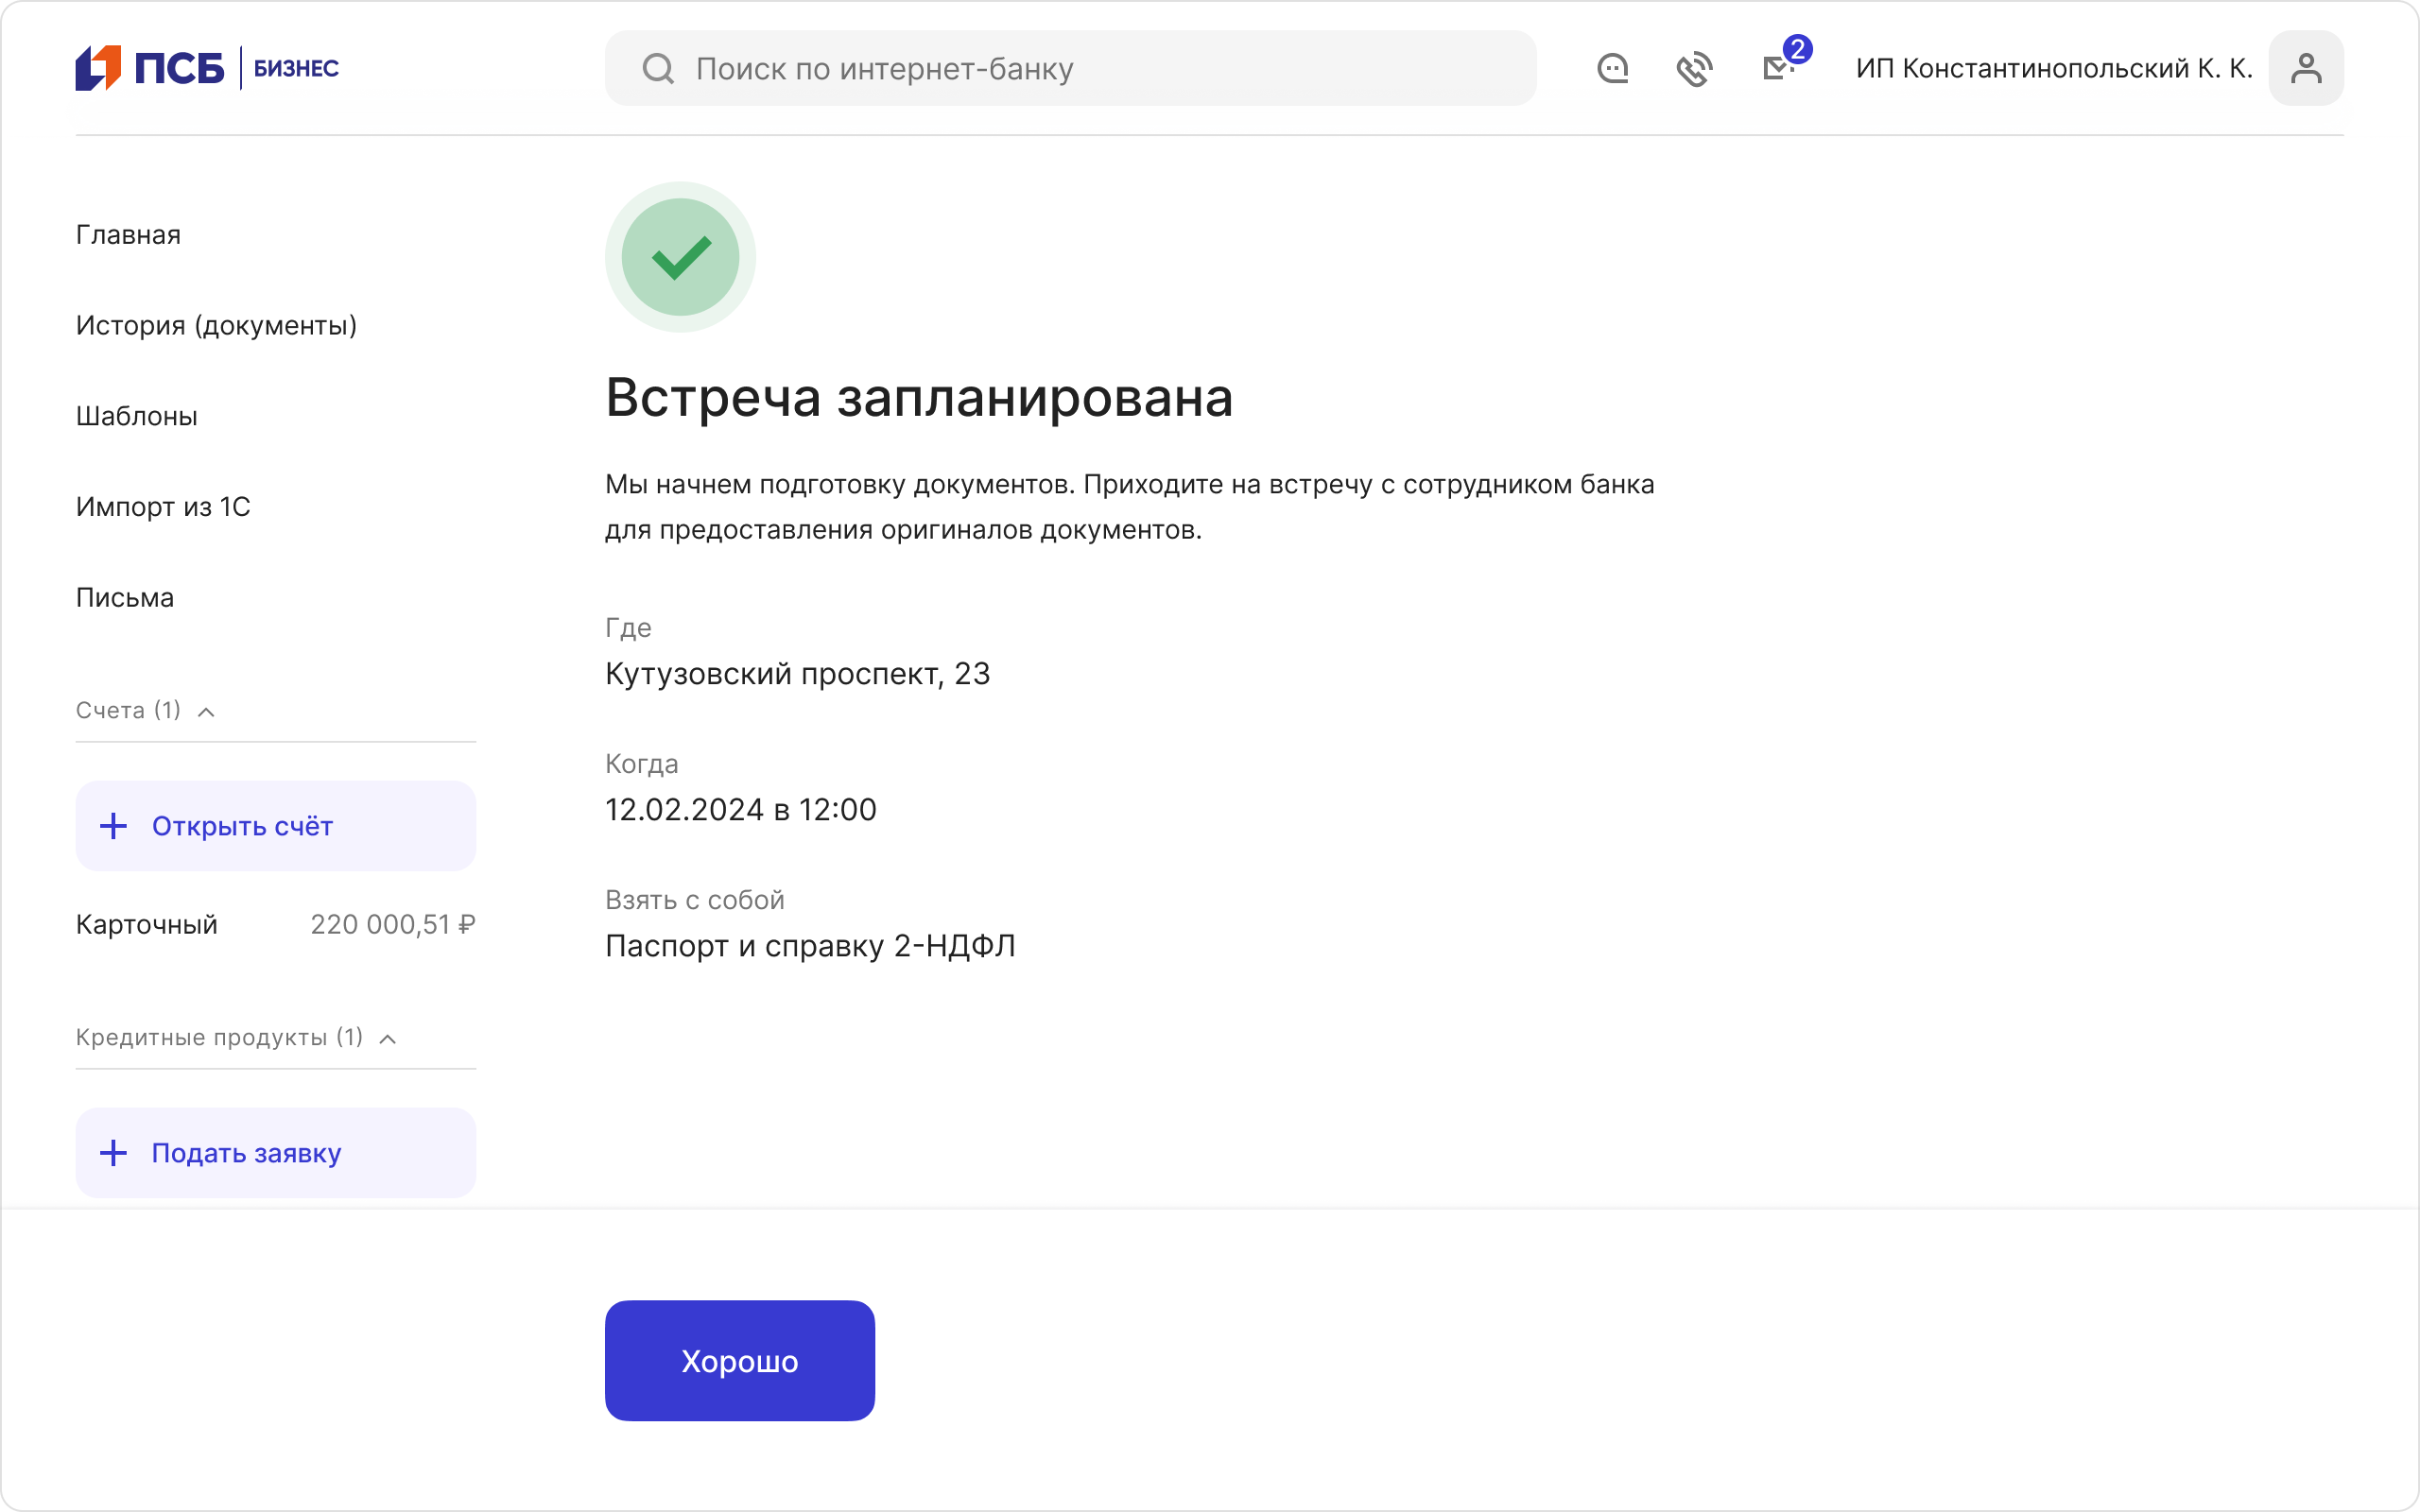 ПСБ БИЗНЕС
Поиск по интернет-банку
2
ИП Константинопольский К. К.
Главная
История (документы)
Шаблоны
Импорт из 1С
Письма
Счета (1)
Открыть счёт
Карточный 220 000,51 ₽
Кредитные продукты (1)
Подать заявку
Встреча запланирована
Мы начнем подготовку документов. Приходите на встречу с сотрудником банка
для предоставления оригиналов документов.
Где
Кутузовский проспект, 23
Когда
12.02.2024 в 12:00
Взять с собой
Паспорт и справку 2-НДФЛ
Хорошо